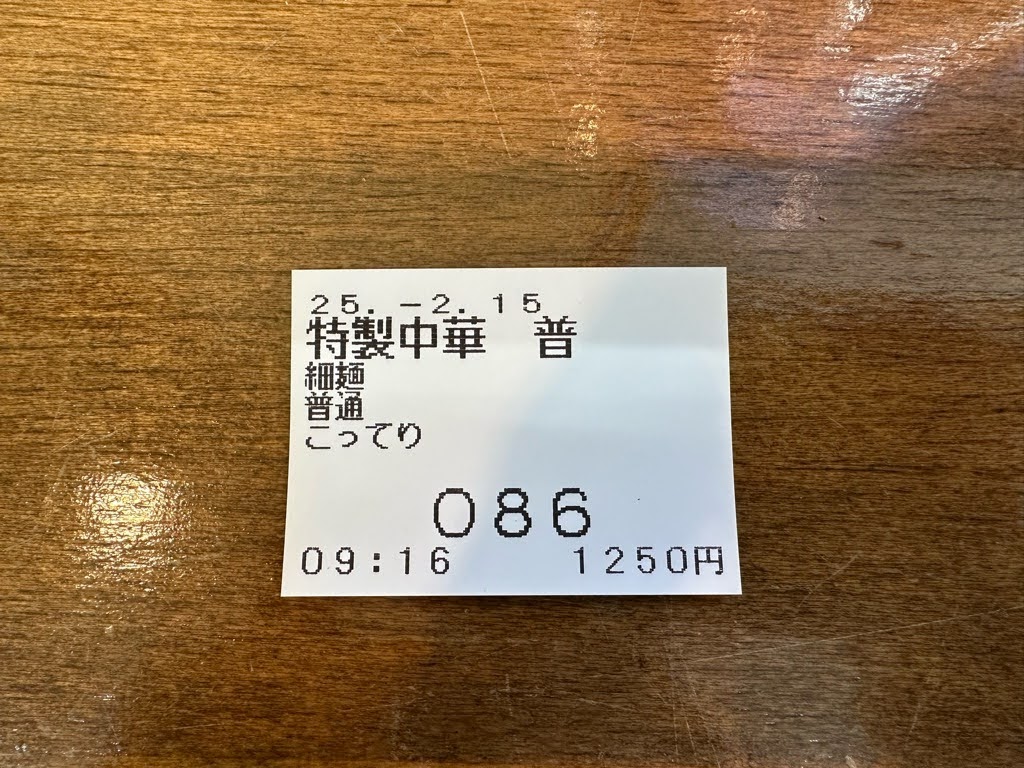 25.-2.15
特製中華　普
細麺
普通
こってり
086
09:16 1250円